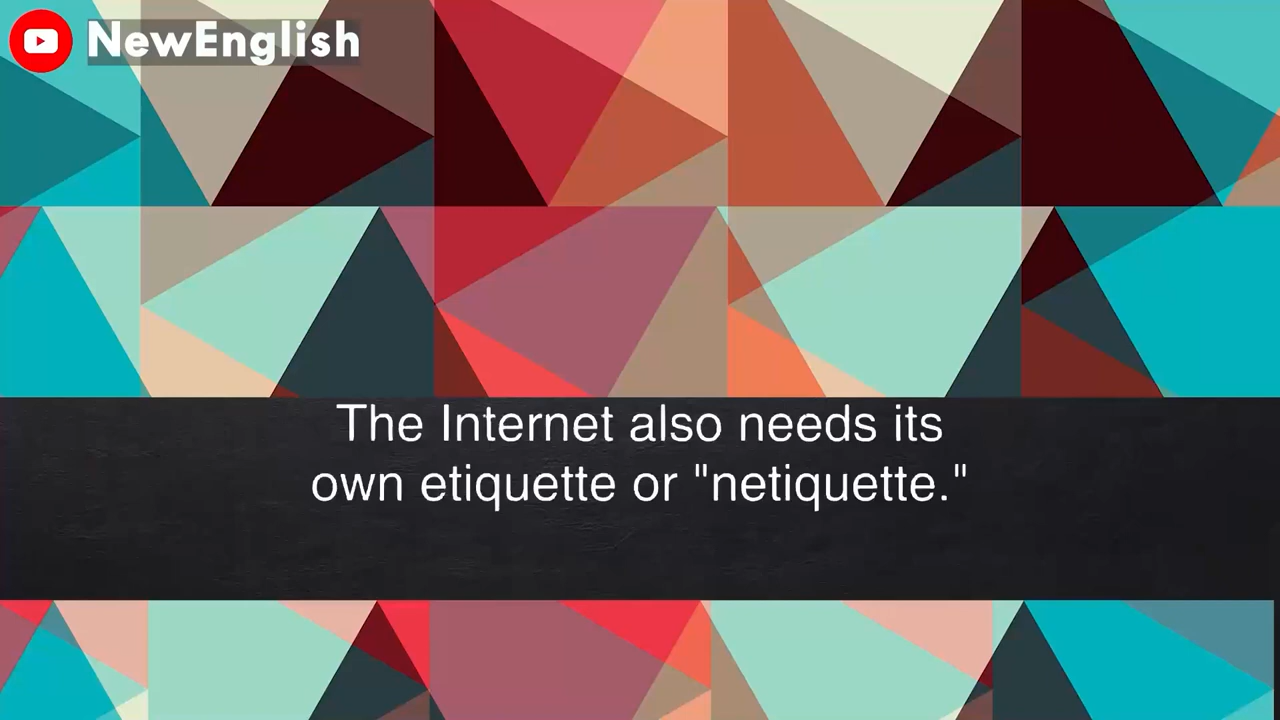 NewEnglish
The Internet also needs its
own etiquette or "netiquette."